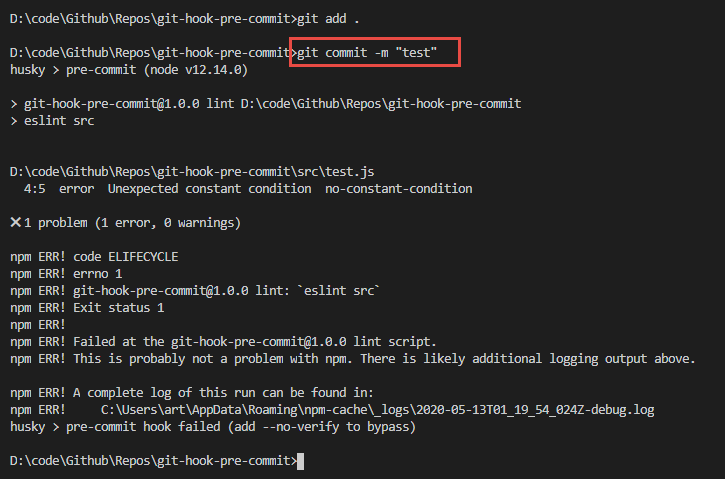 D:\code\Github\Repos\git-hook-pre-commit>git add .
D:\code\Github\Repos\git-hook-pre-commit>git commit -m "test"
husky > pre-commit (node v12.14.0)
> git-hook-pre-commit@1.0.0 lint D:\code\Github\Repos\git-hook-pre-commit
> eslint src
D:\code\Github\Repos\git-hook-pre-commit\src\test.js
  4:5  error  Unexpected constant condition  no-constant-condition
✖ 1 problem (1 error, 0 warnings)
npm ERR! code ELIFECYCLE
npm ERR! errno 1
npm ERR! git-hook-pre-commit@1.0.0 lint: `eslint src`
npm ERR! Exit status 1
npm ERR!
npm ERR! Failed at the git-hook-pre-commit@1.0.0 lint script.
npm ERR! This is probably not a problem with npm. There is likely additional logging output above.
npm ERR! A complete log of this run can be found in:
npm ERR!     C:\Users\art\AppData\Roaming\npm-cache\_logs\2020-05-13T01_19_54_024Z-debug.log
husky > pre-commit hook failed (add --no-verify to bypass)
D:\code\Github\Repos\git-hook-pre-commit>